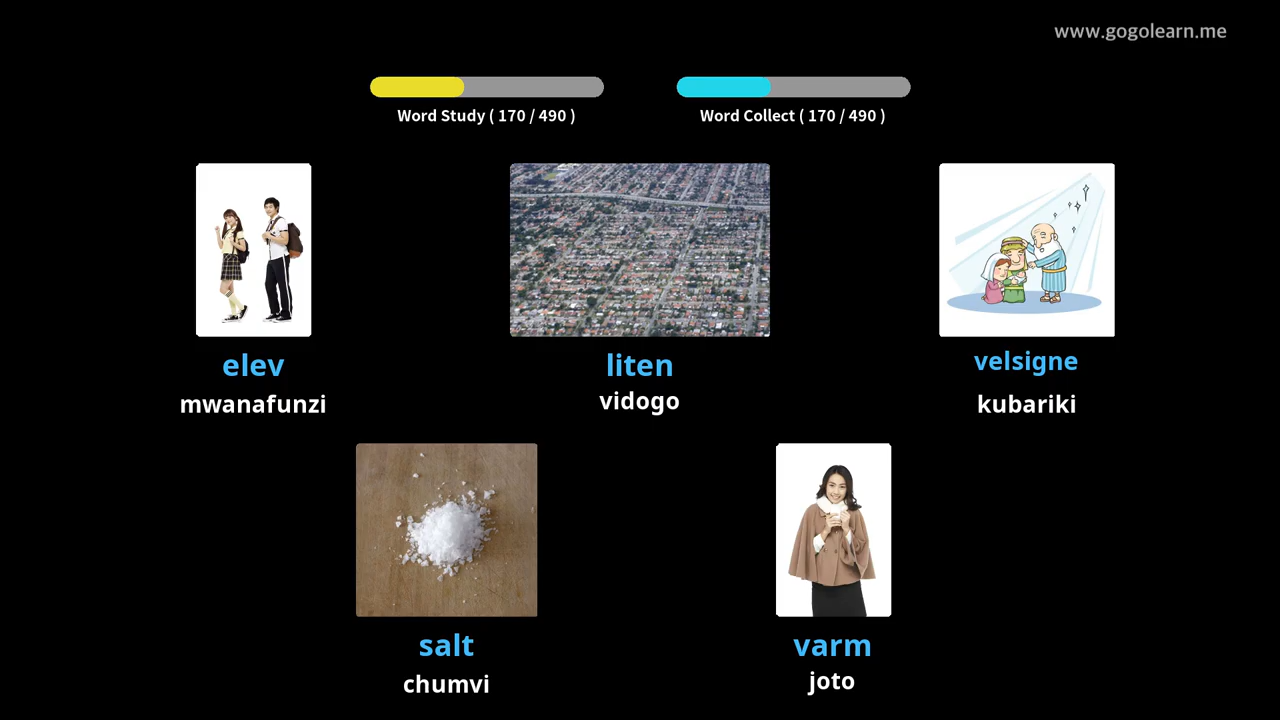 www.gogolearn.me
Word Study ( 170 / 490 )
Word Collect ( 170 / 490 )
elev
liten
velsigne
mwanafunzi
vidogo
kubariki
salt
varm
chumvi
joto